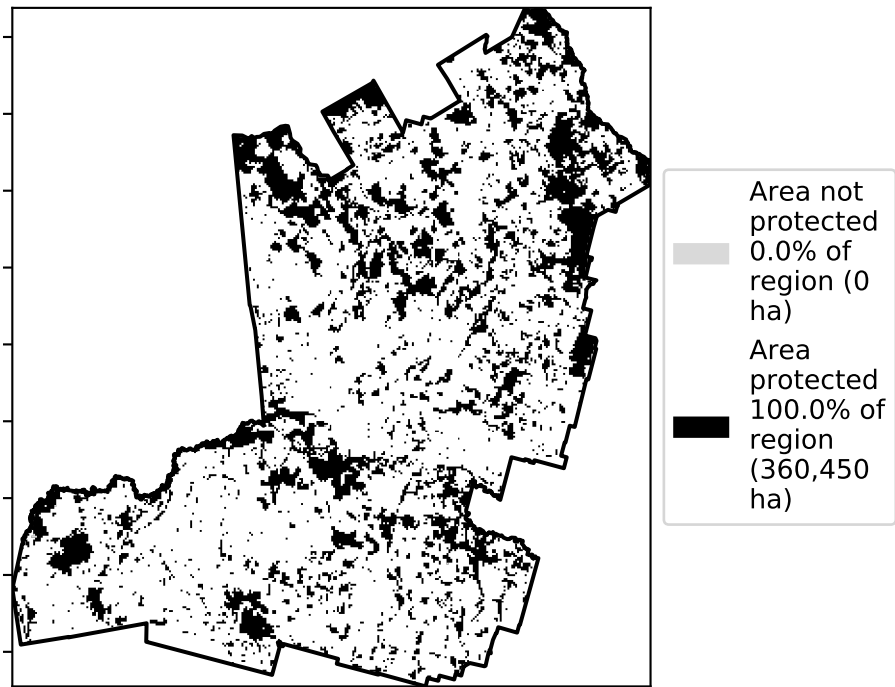 Area not
protected
0.0% of
region (0
ha)
Area
protected
100.0% of
region
(360,450
ha)